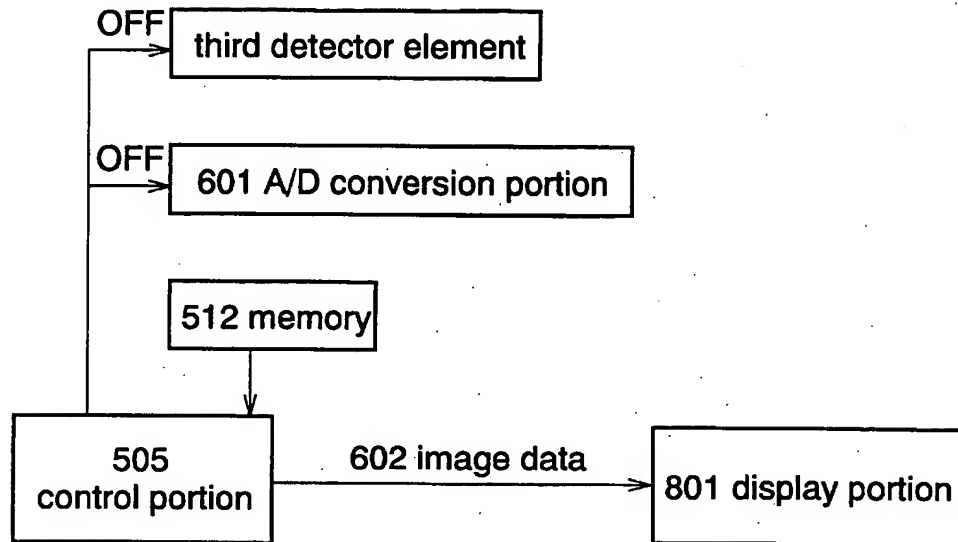 OFF
third detector element
OFF
601 A/D conversion portion
512 memory
505
control portion
602 image data
801 display portion